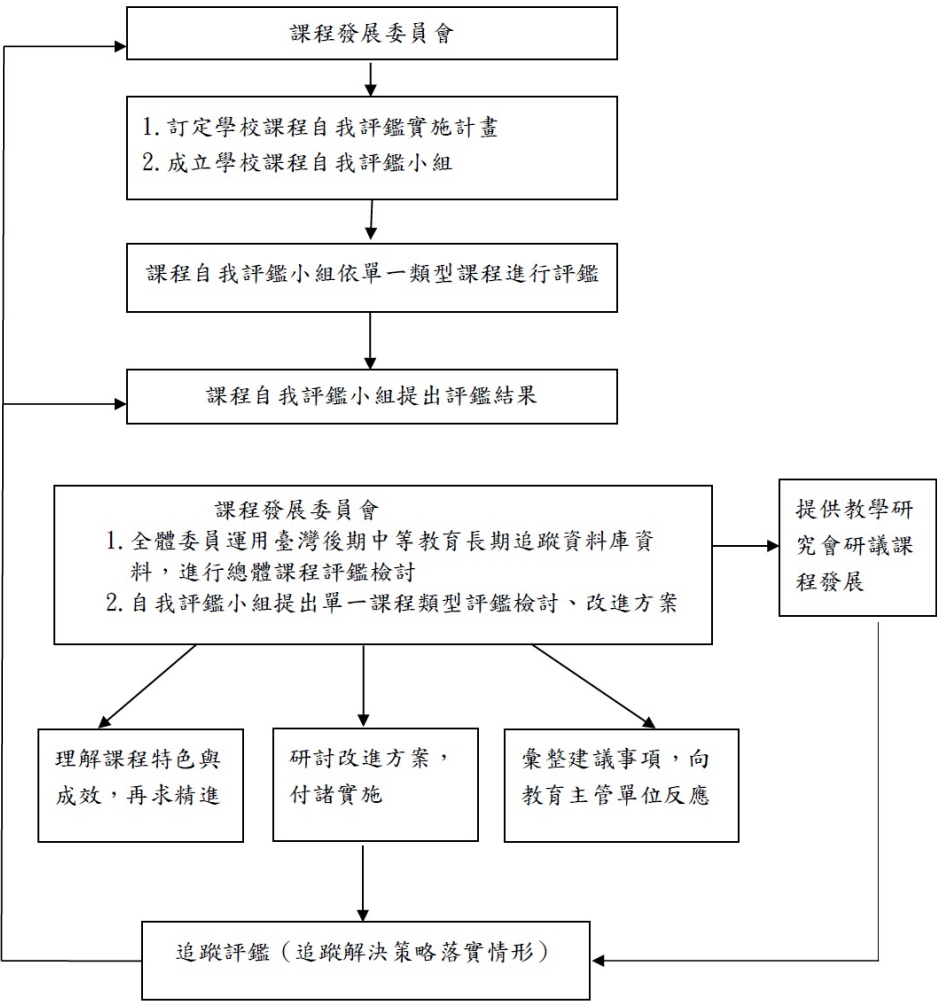 課程發展委員會
1.訂定學校課程自我評鑑實施計畫
2.成立學校課程自我評鑑小組
課程自我評鑑小組依單一類型課程進行評鑑
課程自我評鑑小組提出評鑑結果
課程發展委員會
1.全體委員運用臺灣後期中等教育長期追蹤資料庫資
料，進行總體課程評鑑檢討
2.自我評鑑小組提出單一課程類型評鑑檢討、改進方案
提供教學研
究會研議課
程發展
理解課程特色與
成效，再求精進
研討改進方案，
付諸實施
彙整建議事項，向
教育主管單位反應
追蹤評鑑（追蹤解決策略落實情形）